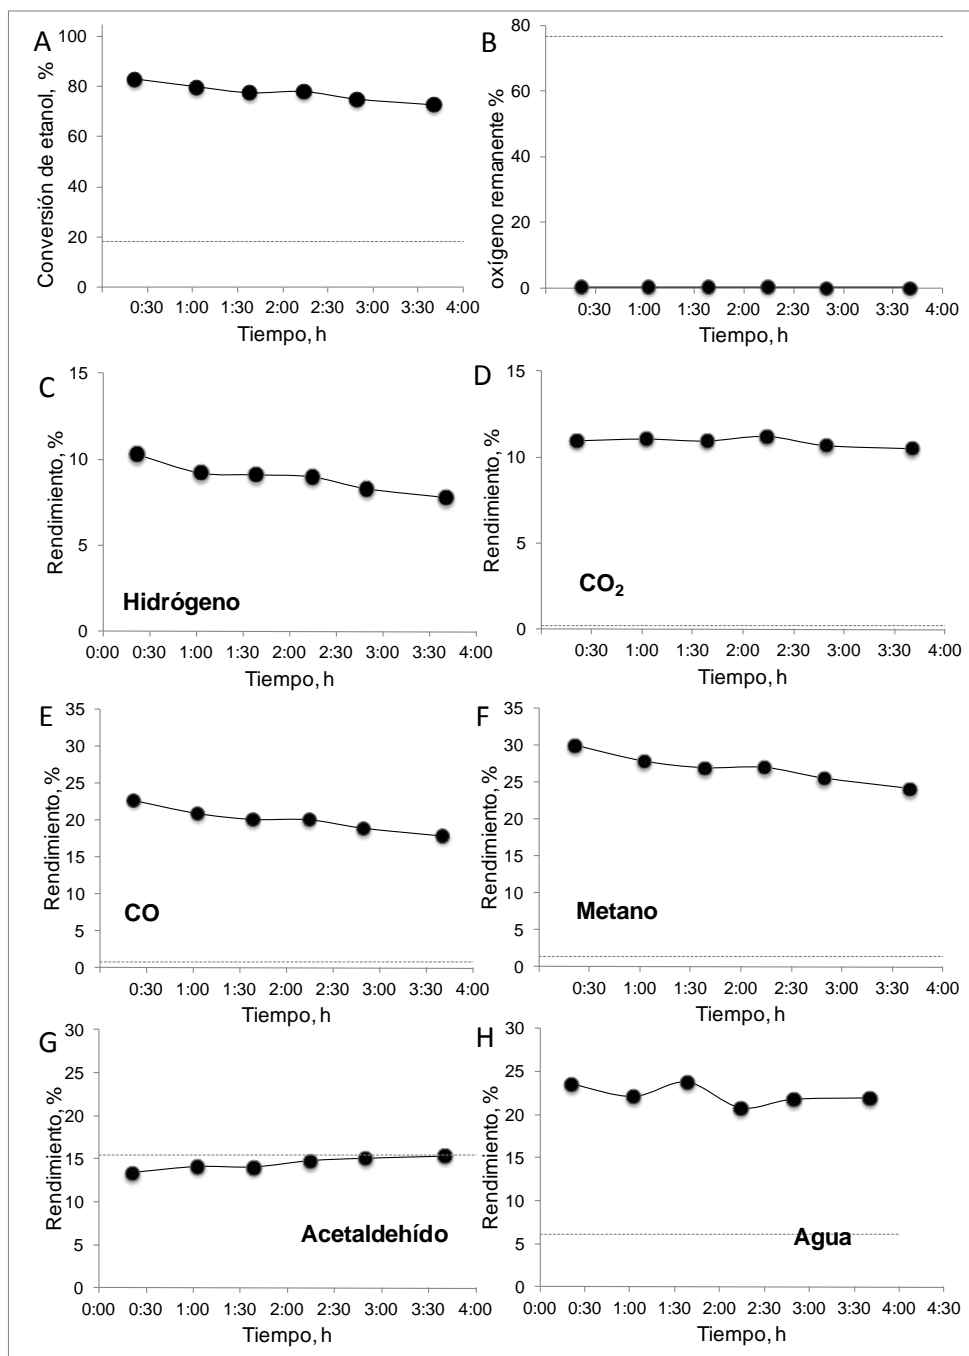 A
Conversión de etanol, %
100
80
60
40
20
0
0:30 1:00 1:30 2:00 2:30 3:00 3:30 4:00
Tiempo, h
B
oxígeno remanente %
80
60
40
20
0
0:30 1:00 1:30 2:00 2:30 3:00 3:30 4:00
Tiempo, h
C
Rendimiento, %
15
10
5
0
Hidrógeno
0:00 0:30 1:00 1:30 2:00 2:30 3:00 3:30 4:00
Tiempo, h
D
Rendimiento, %
15
10
5
0
CO₂
0:30 1:00 1:30 2:00 2:30 3:00 3:30 4:00
Tiempo, h
E
Rendimiento, %
35
30
25
20
15
10
5
0
CO
0:30 1:00 1:30 2:00 2:30 3:00 3:30 4:00
Tiempo, h
F
Rendimiento, %
35
30
25
20
15
10
5
0
Metano
0:30 1:00 1:30 2:00 2:30 3:00 3:30 4:00
Tiempo, h
G
Rendimiento, %
30
25
20
15
10
5
0
Acetaldehído
0:00 0:30 1:00 1:30 2:00 2:30 3:00 3:30 4:00
Tiempo, h
H
Rendimiento, %
30
25
20
15
10
5
0
Agua
0:00 0:30 1:00 1:30 2:00 2:30 3:00 3:30 4:00 4:30
Tiempo, h